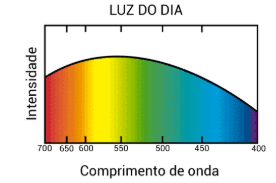 LUZ DO DIA
Intensidade
700 650 600 550 500 450 400
Comprimento de onda